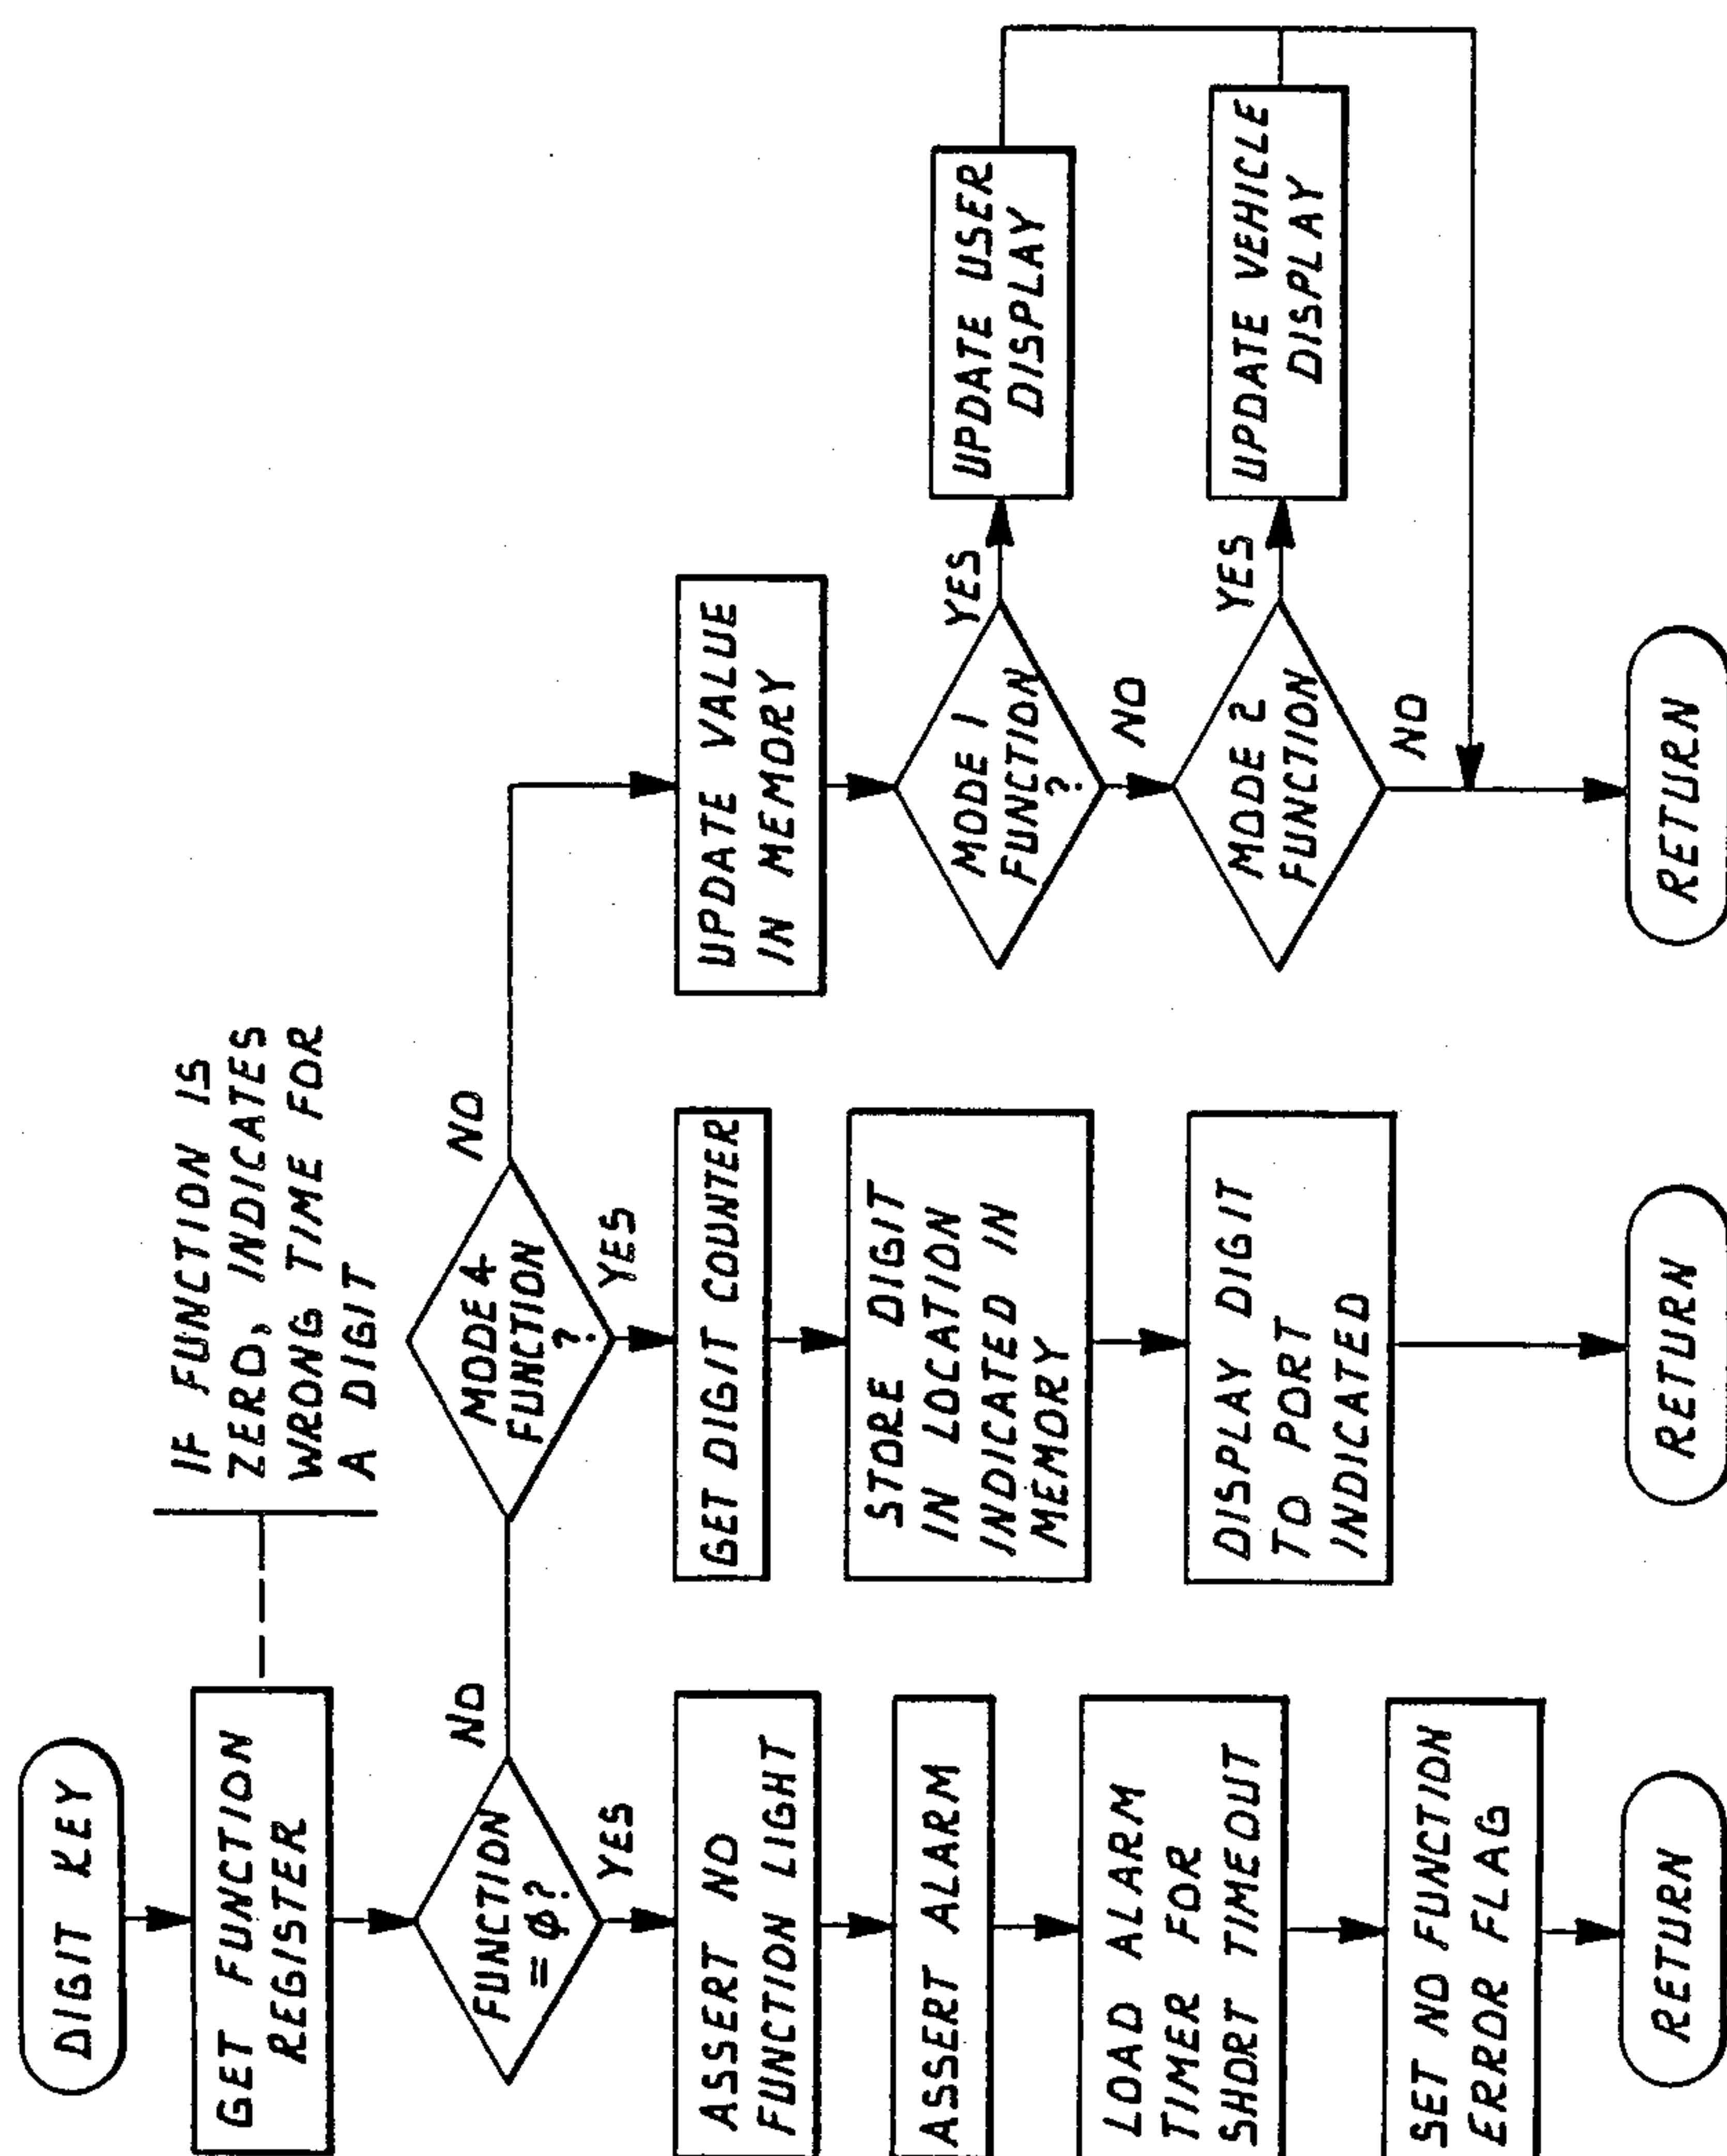 DIGIT KEY
GET FUNCTION
REGISTER
IF FUNCTION IS
ZERO, INDICATES
WRONG TIME FOR
A DIGIT
FUNCTION
= φ?
NO
YES
ASSERT NO
FUNCTION LIGHT
ASSERT ALARM
LOAD ALARM
TIMER FOR
SHORT TIMEOUT
SET NO FUNCTION
ERROR FLAG
RETURN
MODE 4
FUNCTION
?
NO
YES
GET DIGIT COUNTER
STORE DIGIT
IN LOCATION
INDICATED IN
MEMORY
DISPLAY DIGIT
TO PORT
INDICATED
RETURN
UPDATE VALUE
IN MEMORY
MODE 1
FUNCTION
?
YES
UPDATE USER
DISPLAY
NO
MODE 2
FUNCTION
YES
UPDATE VEHICLE
DISPLAY
NO
RETURN